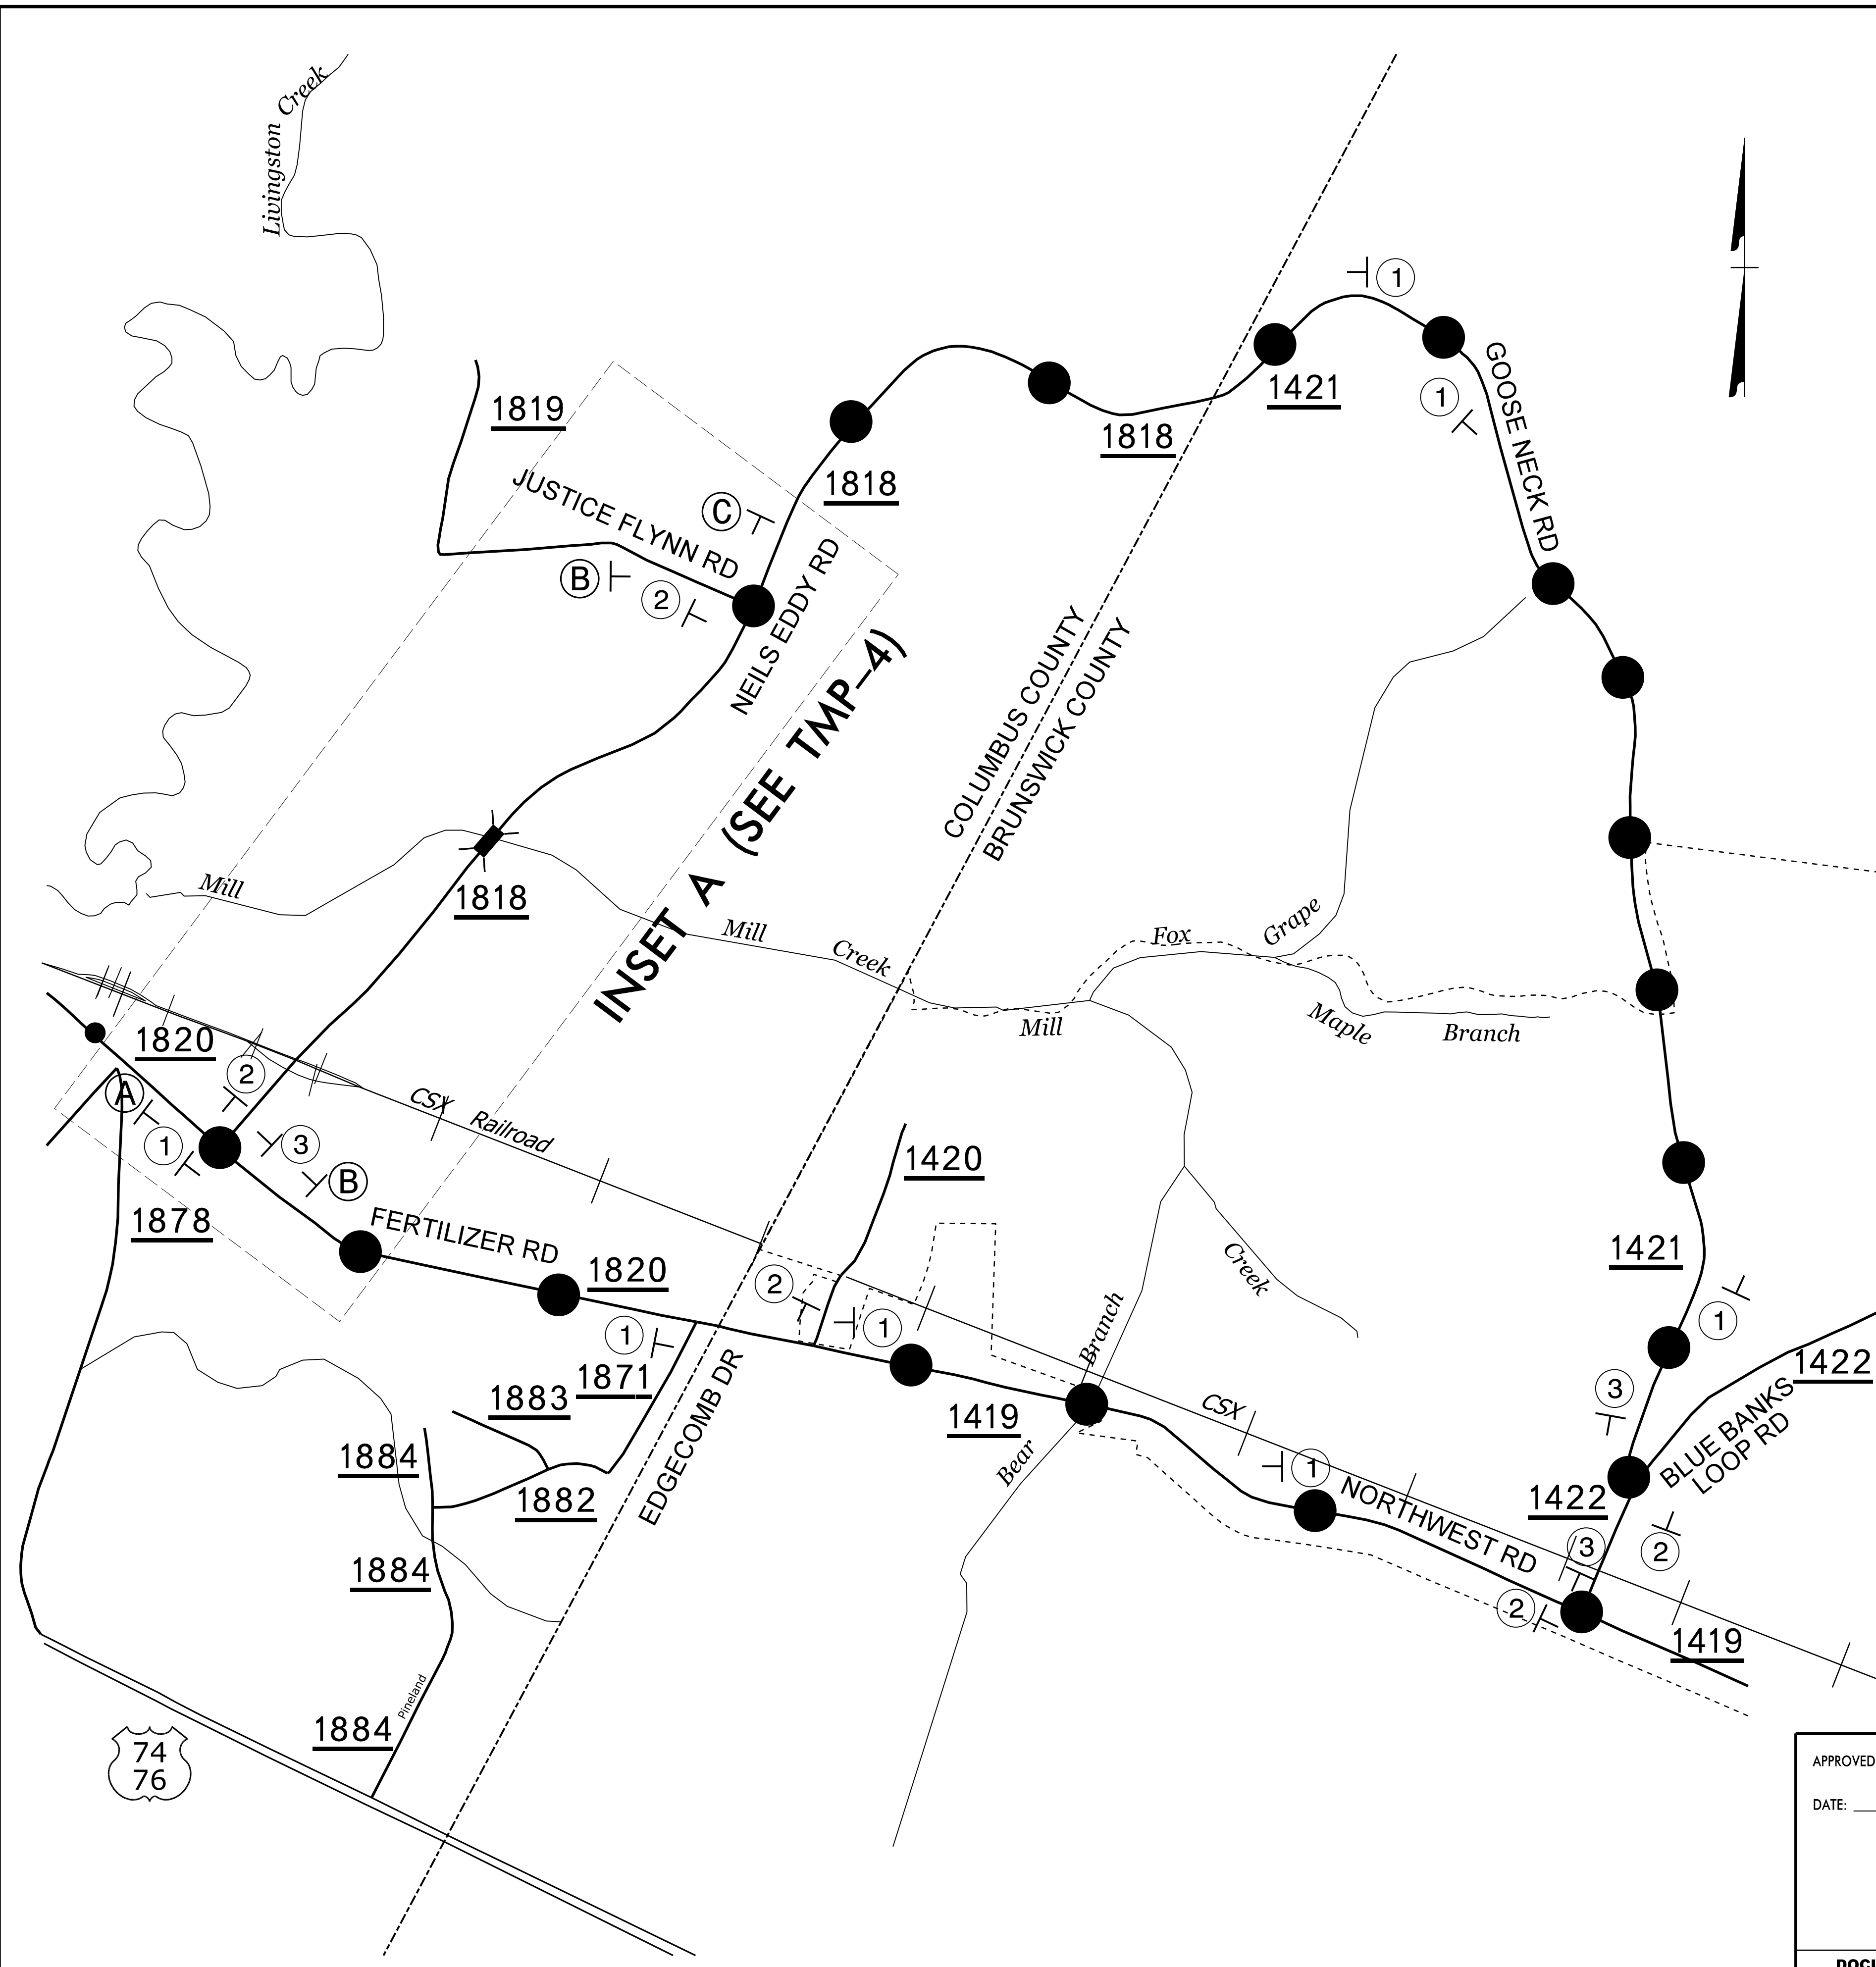 Livingston Creek
1
1421
1
GOOSE NECK RD
1819
1818
1818
JUSTICE FLYNN RD
C
B
2
NEILS EDDY RD
INSET A (SEE TMP-4)
COLUMBUS COUNTY
BRUNSWICK COUNTY
Mill
1818
Mill
Creek
Fox
Grape
Mill
Maple
Branch
1820
2
A
1
3
B
CSX Railroad
1878
FERTILIZER RD
1820
1420
2
1
Creek
Branch
1421
1
1
1871
1883
EDGECOMB DR
1419
CSX
3
1422
BLUE BANKS
LOOP RD
1884
1882
Bear
1
NORTHWEST RD
1422
3
2
1884
2
1419
Pineland
1884
74
76
APPROVED
DATE: